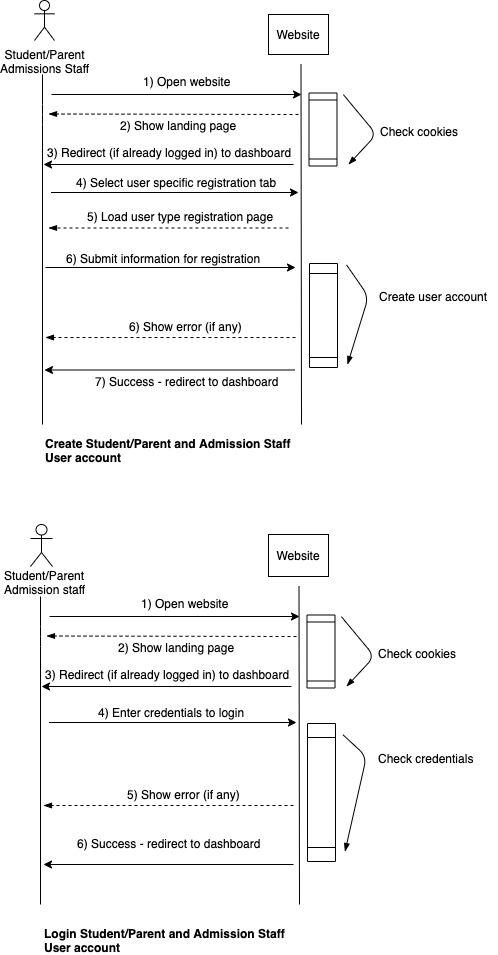 Student/Parent
Admissions Staff
Website
1) Open website
2) Show landing page
Check cookies
3) Redirect (if already logged in) to dashboard
4) Select user specific registration tab
5) Load user type registration page
6) Submit information for registration
Create user account
6) Show error (if any)
7) Success - redirect to dashboard
Create Student/Parent and Admission Staff
User account
Student/Parent
Admission staff
Website
1) Open website
2) Show landing page
Check cookies
3) Redirect (if already logged in) to dashboard
4) Enter credentials to login
Check credentials
5) Show error (if any)
6) Success - redirect to dashboard
Login Student/Parent and Admission Staff
User account